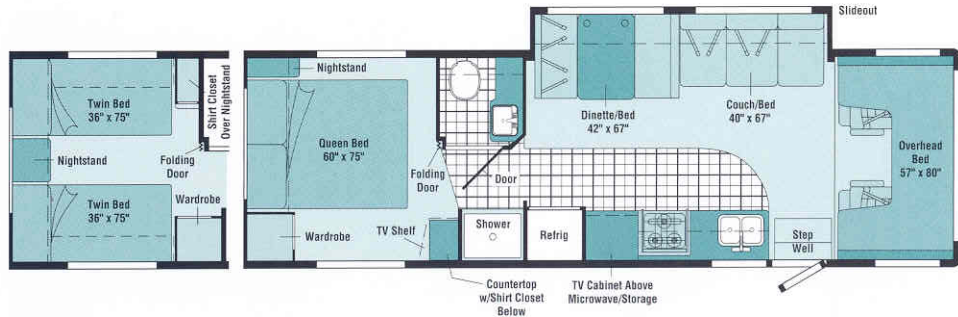 Slideout
Nightstand
Twin Bed
36" x 75"
Shirt Closet
Over Nightstand
Nightstand
Folding
Door
Twin Bed
36" x 75"
Wardrobe
Queen Bed
60" x 75"
Folding
Door
Door
Dinette/Bed
42" x 67"
Couch/Bed
40" x 67"
Overhead
Bed
57" x 80"
Wardrobe
TV Shelf
Shower
Refrig
Step
Well
Countertop
w/Shirt Closet
Below
TV Cabinet Above
Microwave/Storage